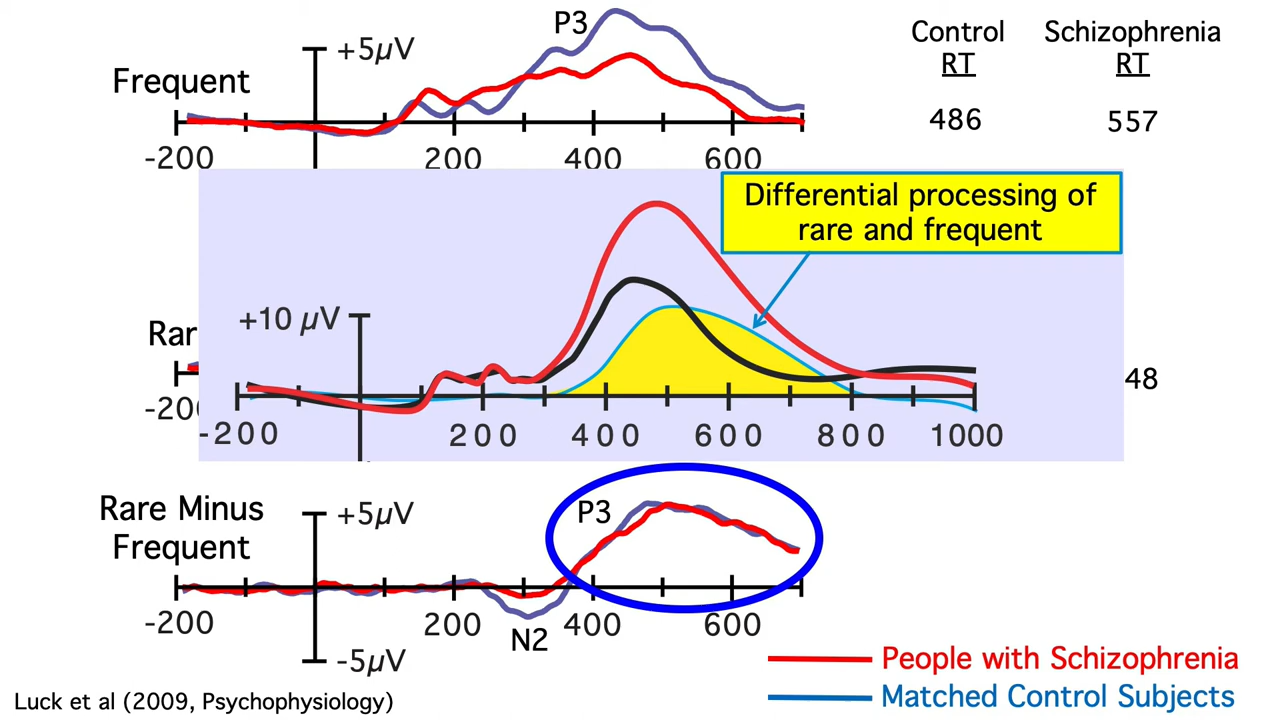 P3
Control
RT
Schizophrenia
RT
+5µV
Frequent
486
557
-200
200
400
600
Differential processing of
rare and frequent
+10 µV
Rar
48
-200
-200
200
400
600
800
1000
Rare Minus
Frequent
+5µV
P3
-200
200
N2
400
600
-5µV
People with Schizophrenia
Matched Control Subjects
Luck et al (2009, Psychophysiology)